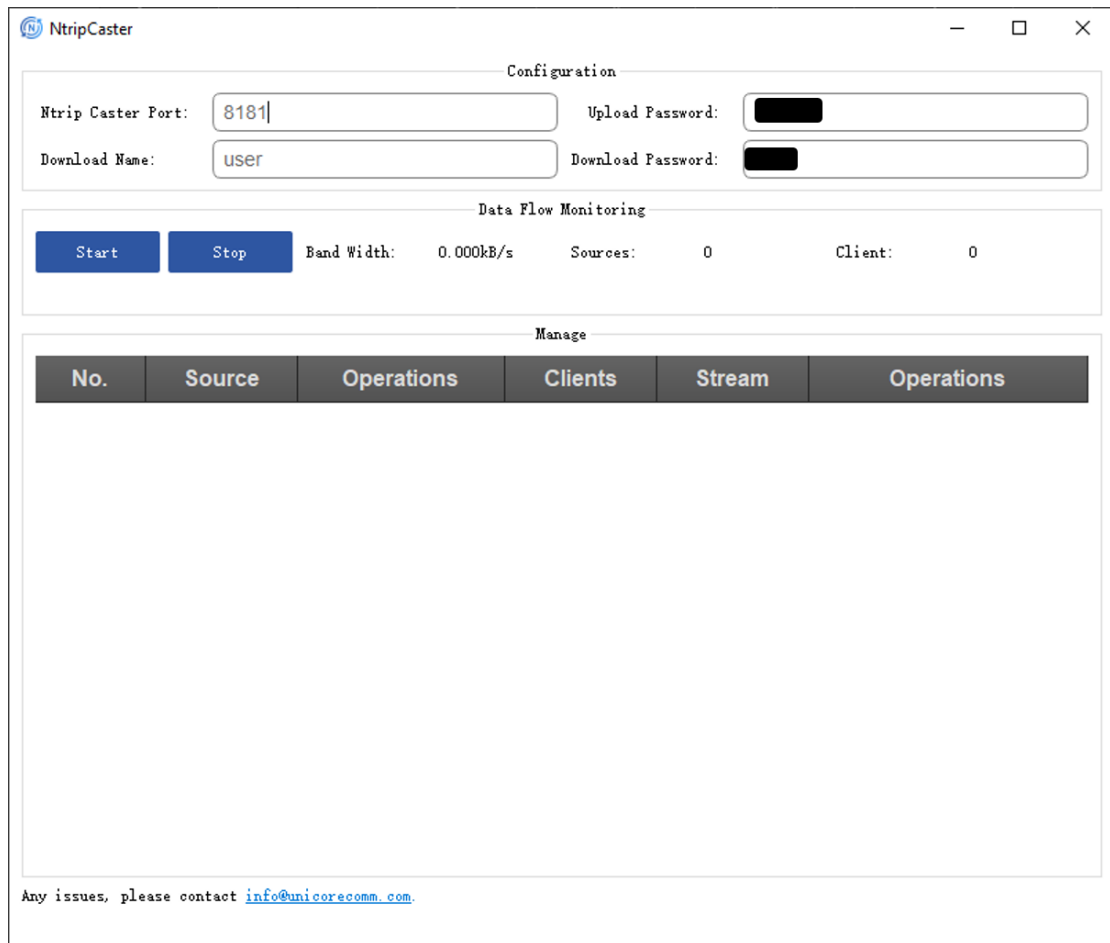 NtripCaster
Configuration
Ntrip Caster Port: 8181 Upload Password:
Download Name: user Download Password:
Data Flow Monitoring
Start Stop Band Width: 0.000kB/s Sources: 0 Client: 0
Manage
No. Source Operations Clients Stream Operations
Any issues, please contact info@unicorecomm.com.